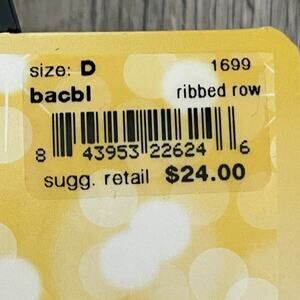 size: D 1699
bacbl ribbed row
8 43953 22624 6
sugg. retail $24.00